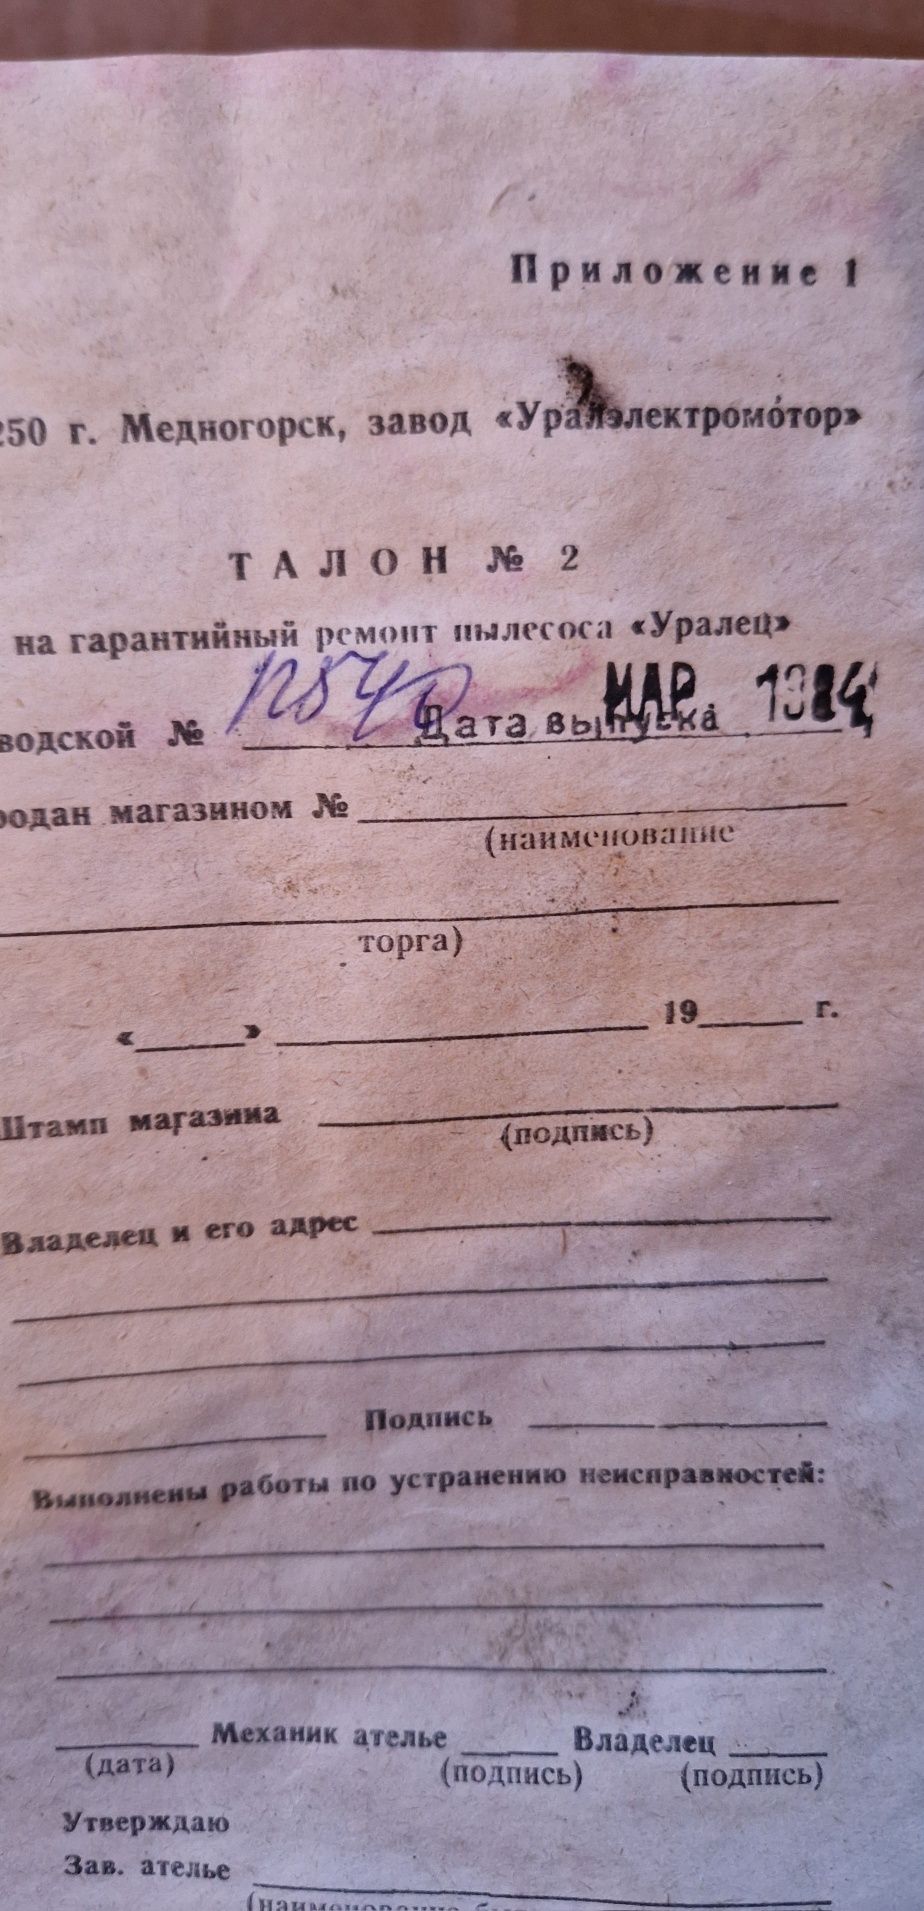 Приложение 1
250 г. Медногорск, завод «Уралэлектромотор»
ТАЛОН № 2
на гарантийный ремонт пылесоса «Уралец»
МАР. 1984
водской № Дата выпуска
родан магазином №
(наименование
торга)
« » 19 г.
Штамп магазина
(подпись)
Владелец и его адрес
Подпись
Выполнены работы по устранению неисправностей:
Механик ателье Владелец
(дата) (подпись) (подпись)
Утверждаю
Зав. ателье
(наименование